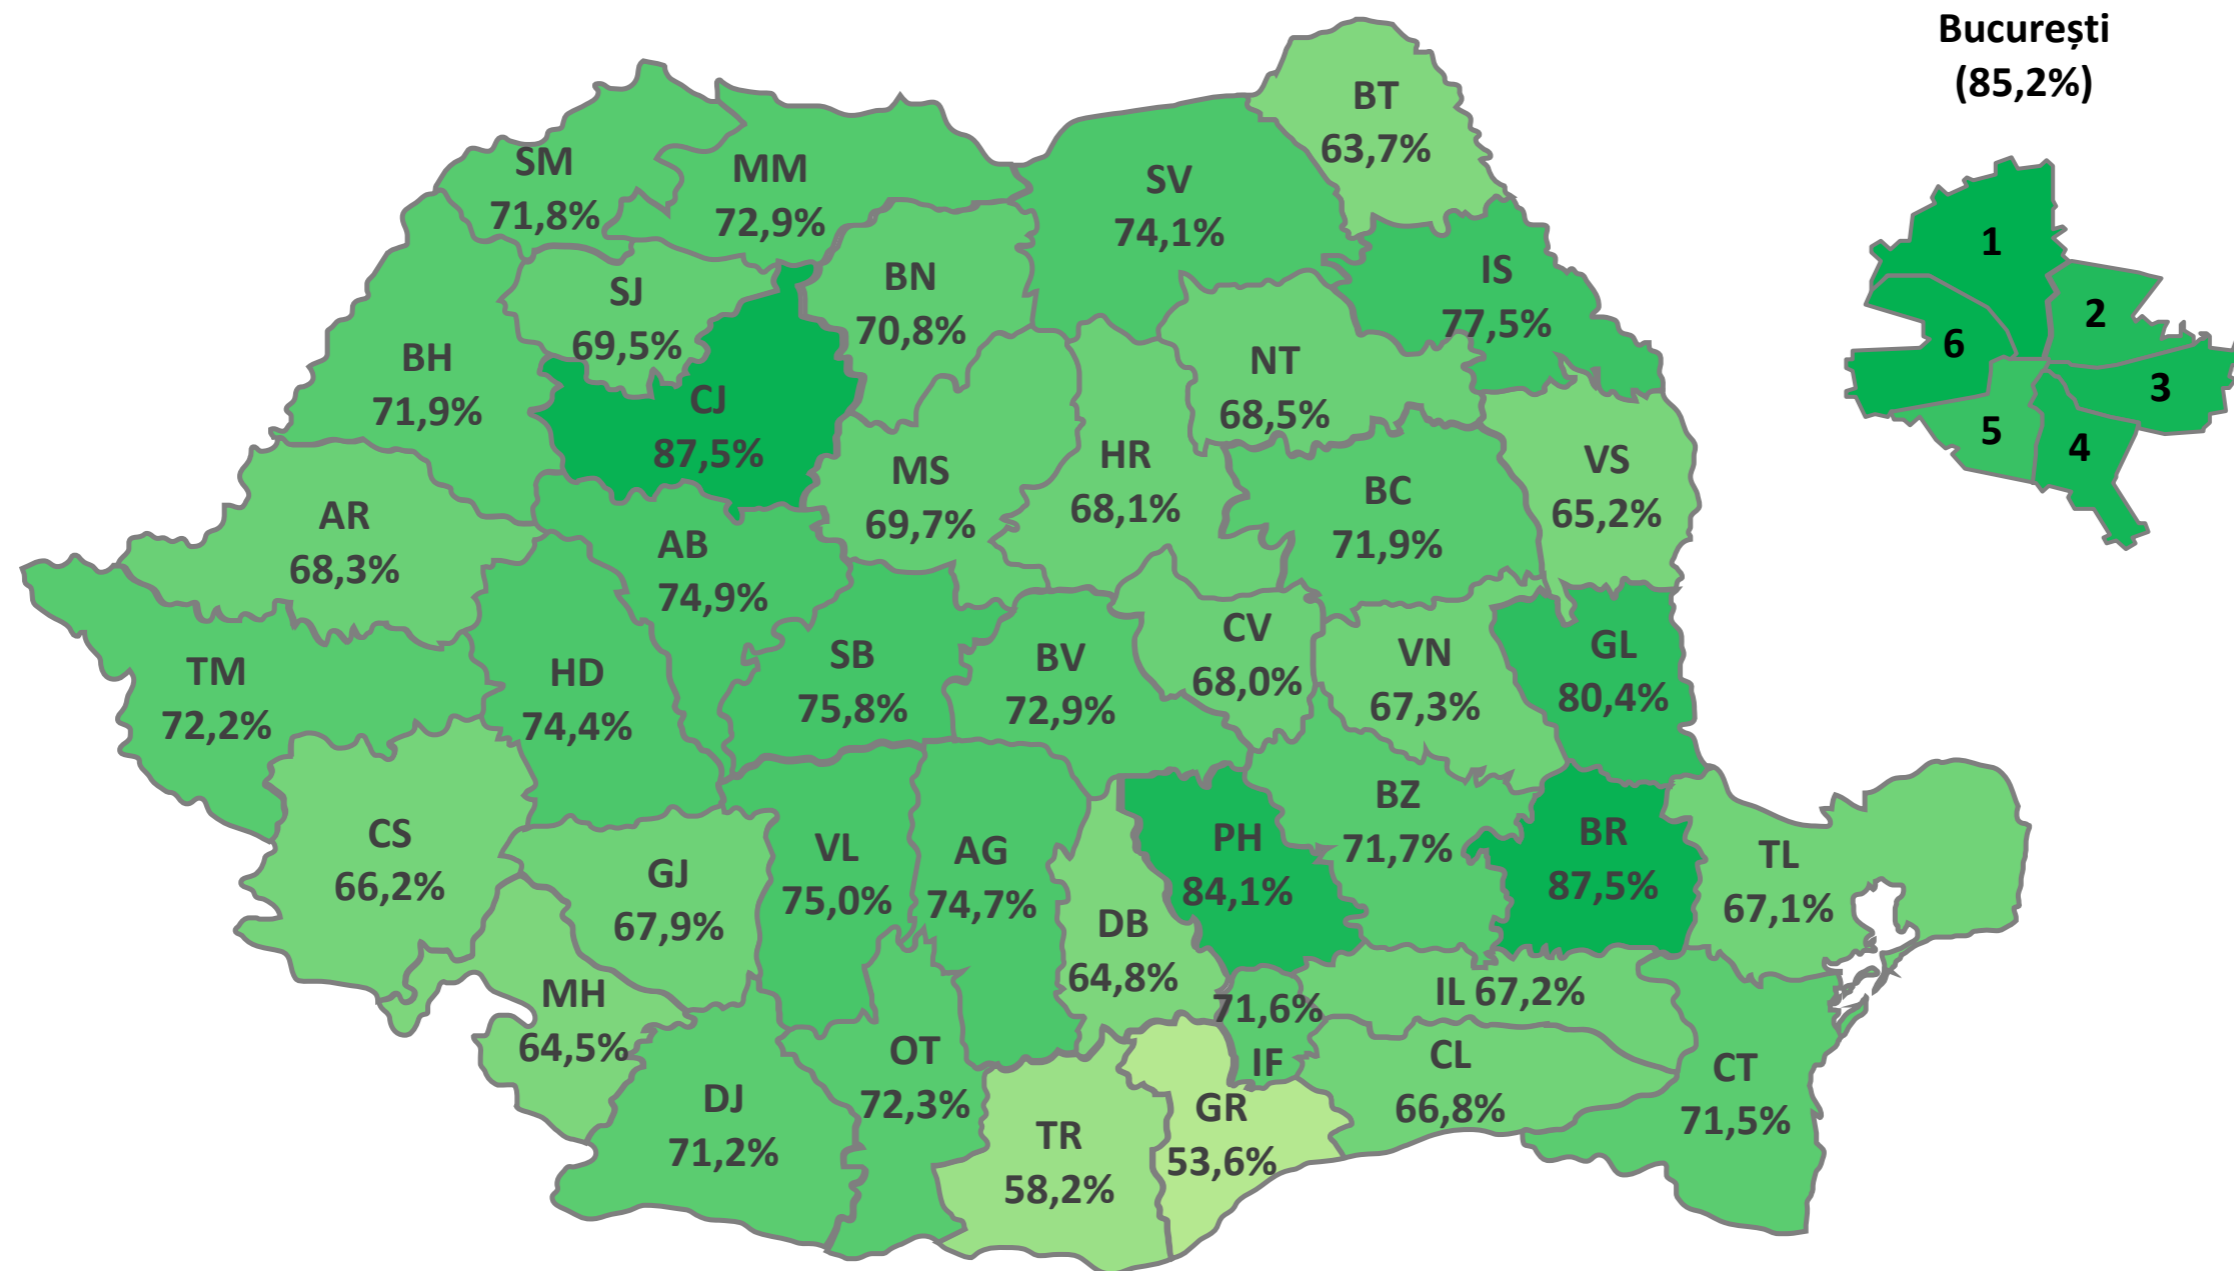 București
(85,2%)
BT
63,7%
SM
71,8%
MM
72,9%
SV
74,1%
1
IS
77,5%
BN
70,8%
SJ
69,5%
2
6
3
BH
71,9%
NT
68,5%
CJ
87,5%
5
4
HR
68,1%
VS
65,2%
MS
69,7%
BC
71,9%
AR
68,3%
AB
74,9%
CV
68,0%
GL
80,4%
VN
67,3%
SB
75,8%
BV
72,9%
TM
72,2%
HD
74,4%
BZ
71,7%
BR
87,5%
CS
66,2%
PH
84,1%
VL
75,0%
AG
74,7%
TL
67,1%
GJ
67,9%
DB
64,8%
MH
64,5%
IL 67,2%
71,6%
IF
OT
72,3%
CL
66,8%
CT
71,5%
DJ
71,2%
GR
53,6%
TR
58,2%